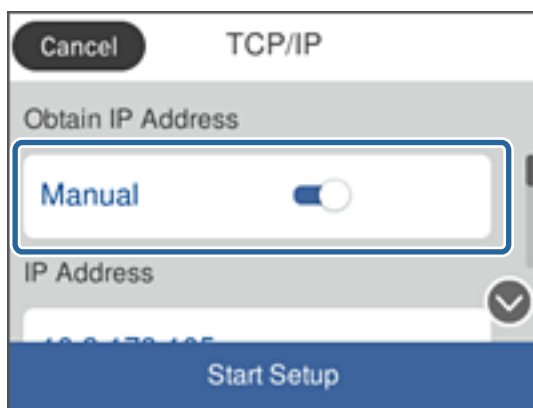 Cancel TCP/IP
Obtain IP Address
Manual
IP Address
Start Setup